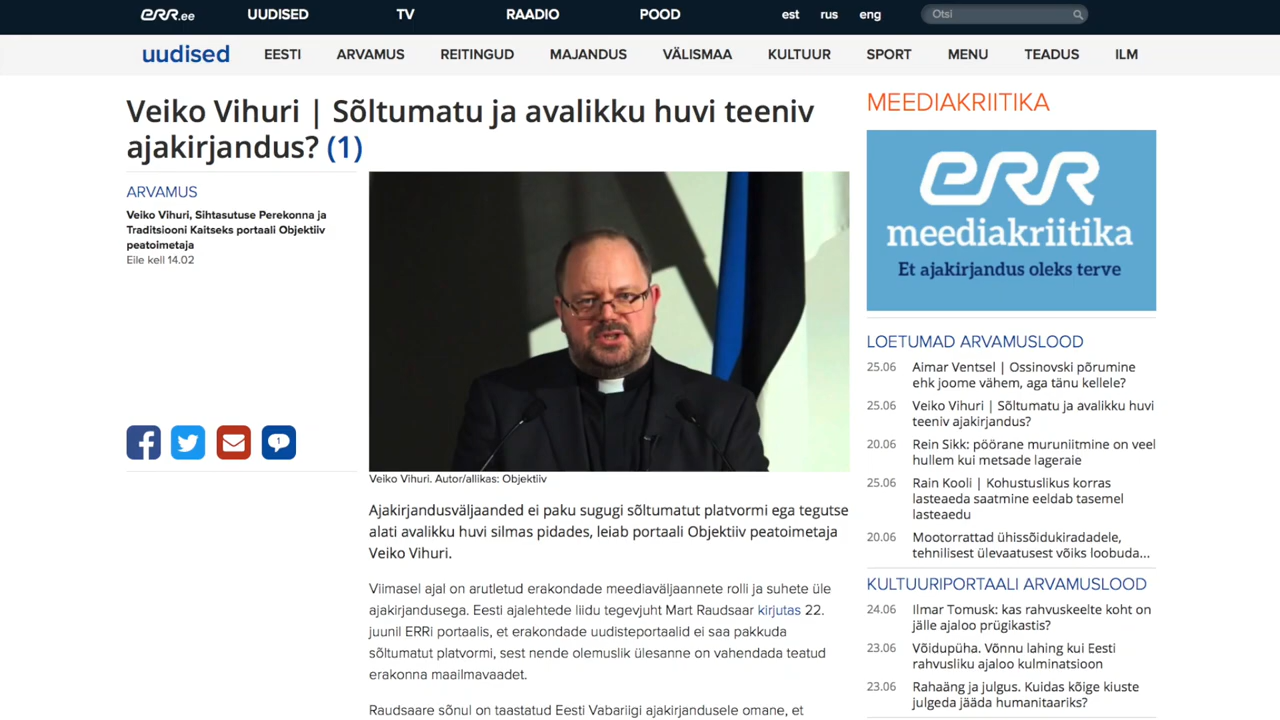 err.ee UUDISED TV RAADIO POOD est rus eng Otsi
uudised EESTI ARVAMUS REITINGUD MAJANDUS VÄLISMAA KULTUUR SPORT MENU TEADUS ILM
Veiko Vihuri | Sõltumatu ja avalikku huvi teeniv
ajakirjandus? (1)
ARVAMUS
Veiko Vihuri, Sihtasutuse Perekonna ja
Traditsiooni Kaitseks portaali Objektiiv
peatoimetaja
Eile kell 14.02
1
Veiko Vihuri. Autor/allikas: Objektiiv
Ajakirjandusväljaanded ei paku sugugi sõltumatut platvormi ega tegutse
alati avalikku huvi silmas pidades, leiab portaali Objektiiv peatoimetaja
Veiko Vihuri.
Viimasel ajal on arutletud erakondade meediaväljaannete rolli ja suhete üle
ajakirjandusega. Eesti ajalehtede liidu tegevjuht Mart Raudsaar kirjutas 22.
juunil ERRi portaalis, et erakondade uudisteportaalid ei saa pakkuda
sõltumatut platvormi, sest nende olemuslik ülesanne on vahendada teatud
erakonna maailmavaadet.
Raudsaare sõnul on taastatud Eesti Vabariigi ajakirjandusele omane, et
MEEDIAKRIITIKA
err
meediakriitika
Et ajakirjandus oleks terve
LOETUMAD ARVAMUSLOOD
25.06 Aimar Ventsel | Ossinovski põrumine
ehk joome vähem, aga tänu kellele?
25.06 Veiko Vihuri | Sõltumatu ja avalikku huvi
teeniv ajakirjandus?
20.06 Rein Sikk: pöörane muruniitmine on veel
hullem kui metsade lageraie
25.06 Rain Kooli | Kohustuslikus korras
lasteaeda saatmine eeldab tasemel
lasteaedu
20.06 Mootorrattad ühissõidukiradadele,
tehnilisest ülevaatusest võiks loobuda...
KULTUURIPORTAALI ARVAMUSLOOD
24.06 Ilmar Tomusk: kas rahvuskeelte koht on
jälle ajaloo prügikastis?
23.06 Võidupüha. Võnnu lahing kui Eesti
rahvusliku ajaloo kulminatsioon
23.06 Rahaäng ja julgus. Kuidas kõige kiuste
julgeda jääda humanitaariks?